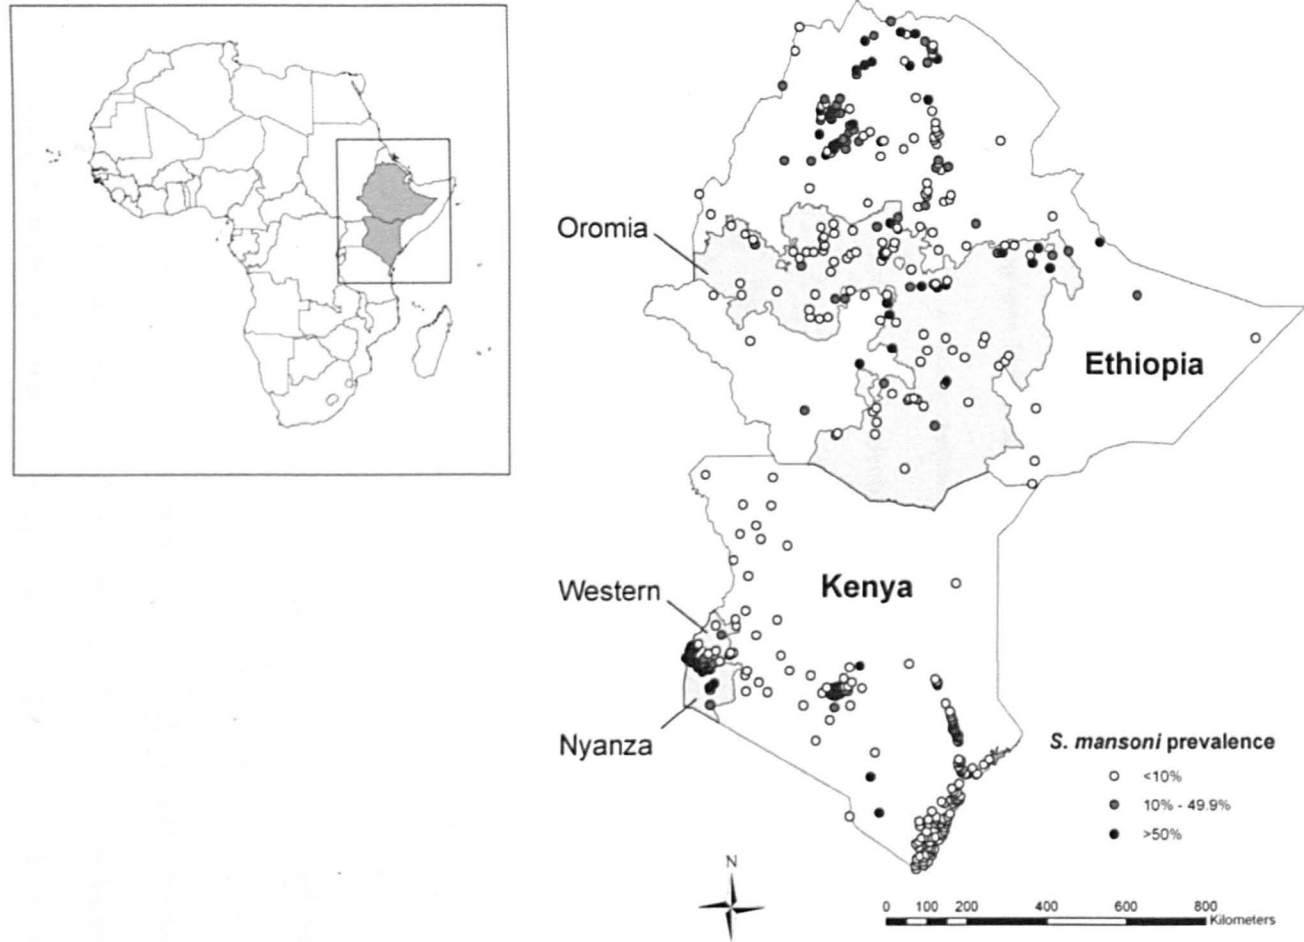 Oromia
Ethiopia
Western
Kenya
Nyanza
S. mansoni prevalence
<10%
10% - 49.9%
>50%
N
0 100 200 400 600 800
Kilometers